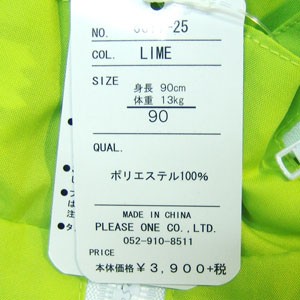 NO. -25
COL. LIME
SIZE
身長 90cm
体重 13kg
90
QUAL.
ポリエステル100%
MADE IN CHINA
PLEASE ONE CO.,LTD.
052-910-8511
PRICE
本体価格¥3,900+税